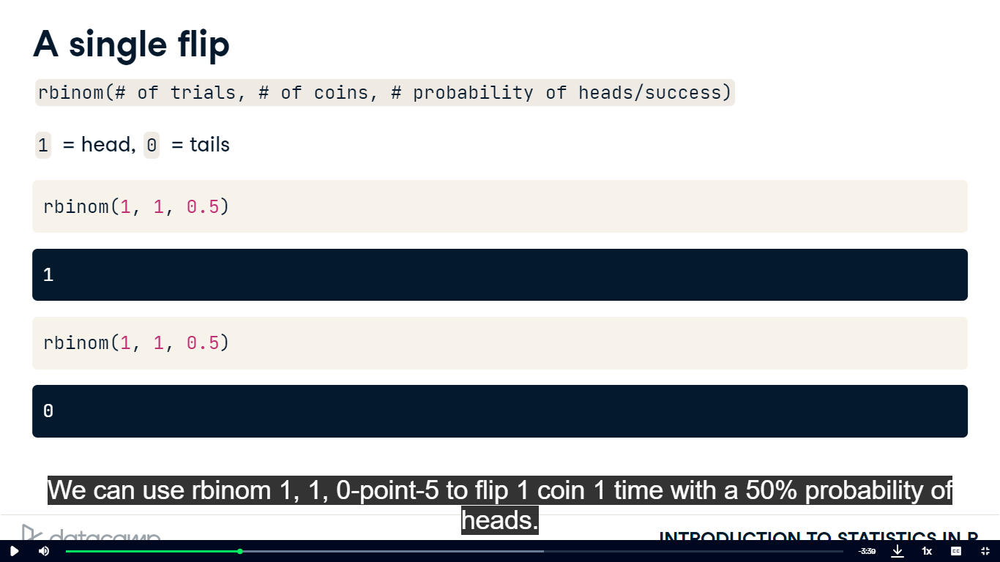 A single flip
rbinom(# of trials, # of coins, # probability of heads/success)
1 = head, 0 = tails
rbinom(1, 1, 0.5)
1
rbinom(1, 1, 0.5)
0
We can use rbinom 1, 1, 0-point-5 to flip 1 coin 1 time with a 50% probability of
heads.
datacamp
INTRODUCTION TO STATISTICS IN R
-3:39
1x
CC